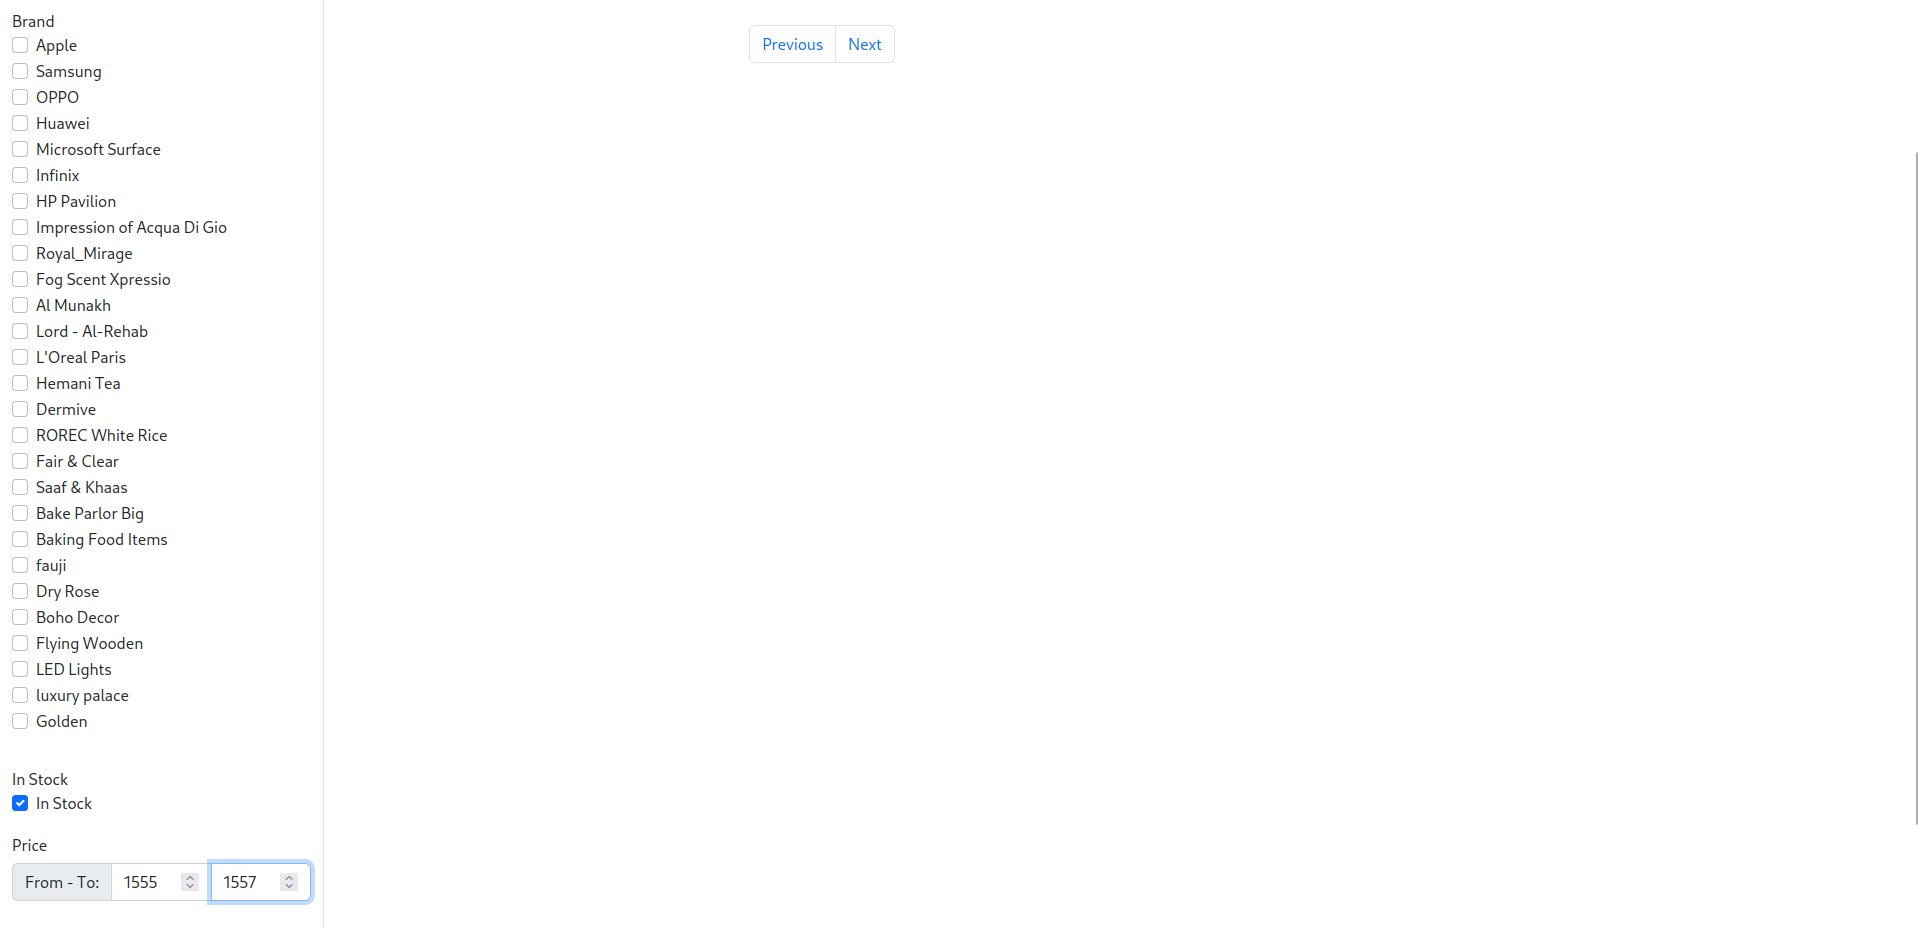 Brand
Apple
Samsung
OPPO
Huawei
Microsoft Surface
Infinix
HP Pavilion
Impression of Acqua Di Gio
Royal_Mirage
Fog Scent Xpressio
Al Munakh
Lord - Al-Rehab
L'Oreal Paris
Hemani Tea
Dermive
ROREC White Rice
Fair & Clear
Saaf & Khaas
Bake Parlor Big
Baking Food Items
fauji
Dry Rose
Boho Decor
Flying Wooden
LED Lights
luxury palace
Golden
In Stock
In Stock
Price
From - To: 1555 1557
Previous Next